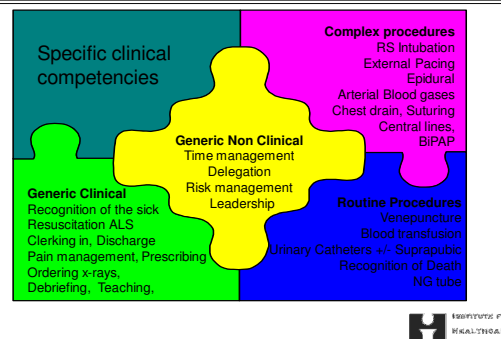 Specific clinical
competencies
Complex procedures
RS Intubation
External Pacing
Epidural
Arterial Blood gases
Chest drain, Suturing
Central lines,
BiPAP
Generic Non Clinical
Time management
Delegation
Risk management
Leadership
Generic Clinical
Recognition of the sick
Resuscitation ALS
Clerking in, Discharge
Pain management, Prescribing
Ordering x-rays,
Debriefing, Teaching,
Routine Procedures
Venepuncture
Blood transfusion
Urinary Catheters +/- Suprapubic
Recognition of Death
NG tube
INSTITUTE